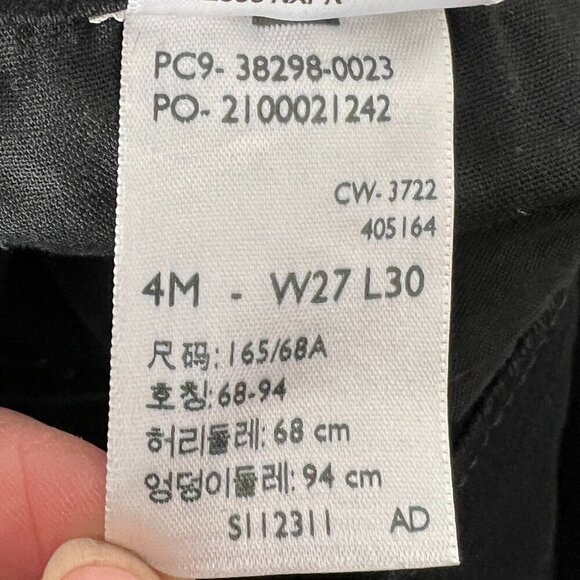 PC9- 38298-0023
PO- 2100021242
CW- 3722
405164
4M - W27 L30
尺码: 165/68A
호칭: 68-94
허리둘레: 68 cm
엉덩이둘레: 94 cm
S112311 AD